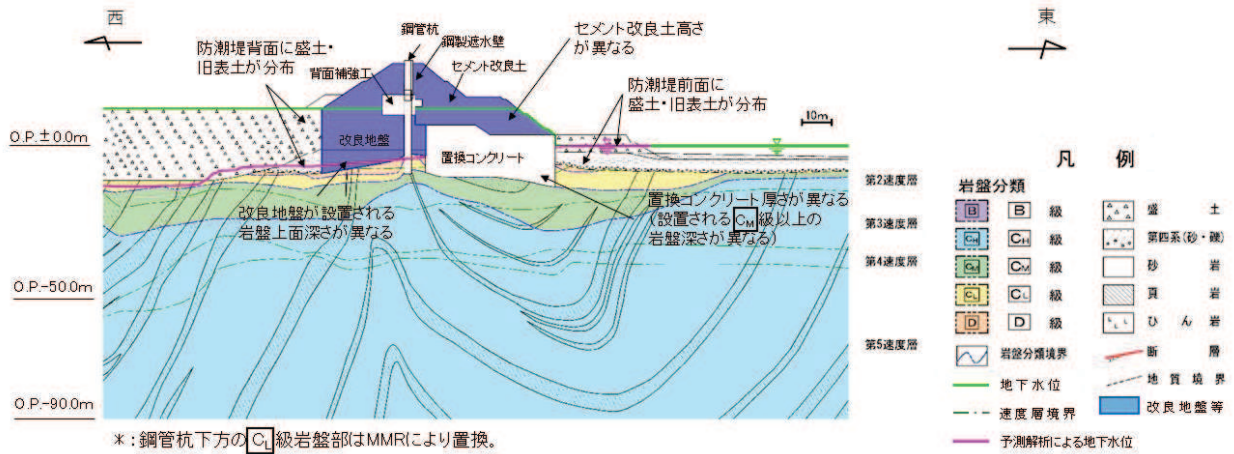 西
東
鋼管杭
鋼製遮水壁
セメント改良土
背面補強工
防潮堤背面に盛土・
旧表土が分布
セメント改良土高さ
が異なる
防潮堤前面に
盛土・旧表土が分布
10m
O.P.±0.0m
改良地盤
置換コンクリート
改良地盤が設置される
岩盤上面深さが異なる
置換コンクリート厚さが異なる
(設置されるCM級以上の
岩盤深さが異なる)
第2速度層
第3速度層
第4速度層
第5速度層
O.P.-50.0m
O.P.-90.0m
*:鋼管杭下方のCL級岩盤部はMMRにより置換。
凡 例
岩盤分類
B B 級
CH CH 級
CM CM 級
CL CL 級
D D 級
岩盤分類境界
地下水位
速度層境界
予測解析による地下水位
盛 土
第四系(砂・礫)
砂 岩
頁 岩
ひ ん 岩
断 層
地 質 境 界
改良地盤等